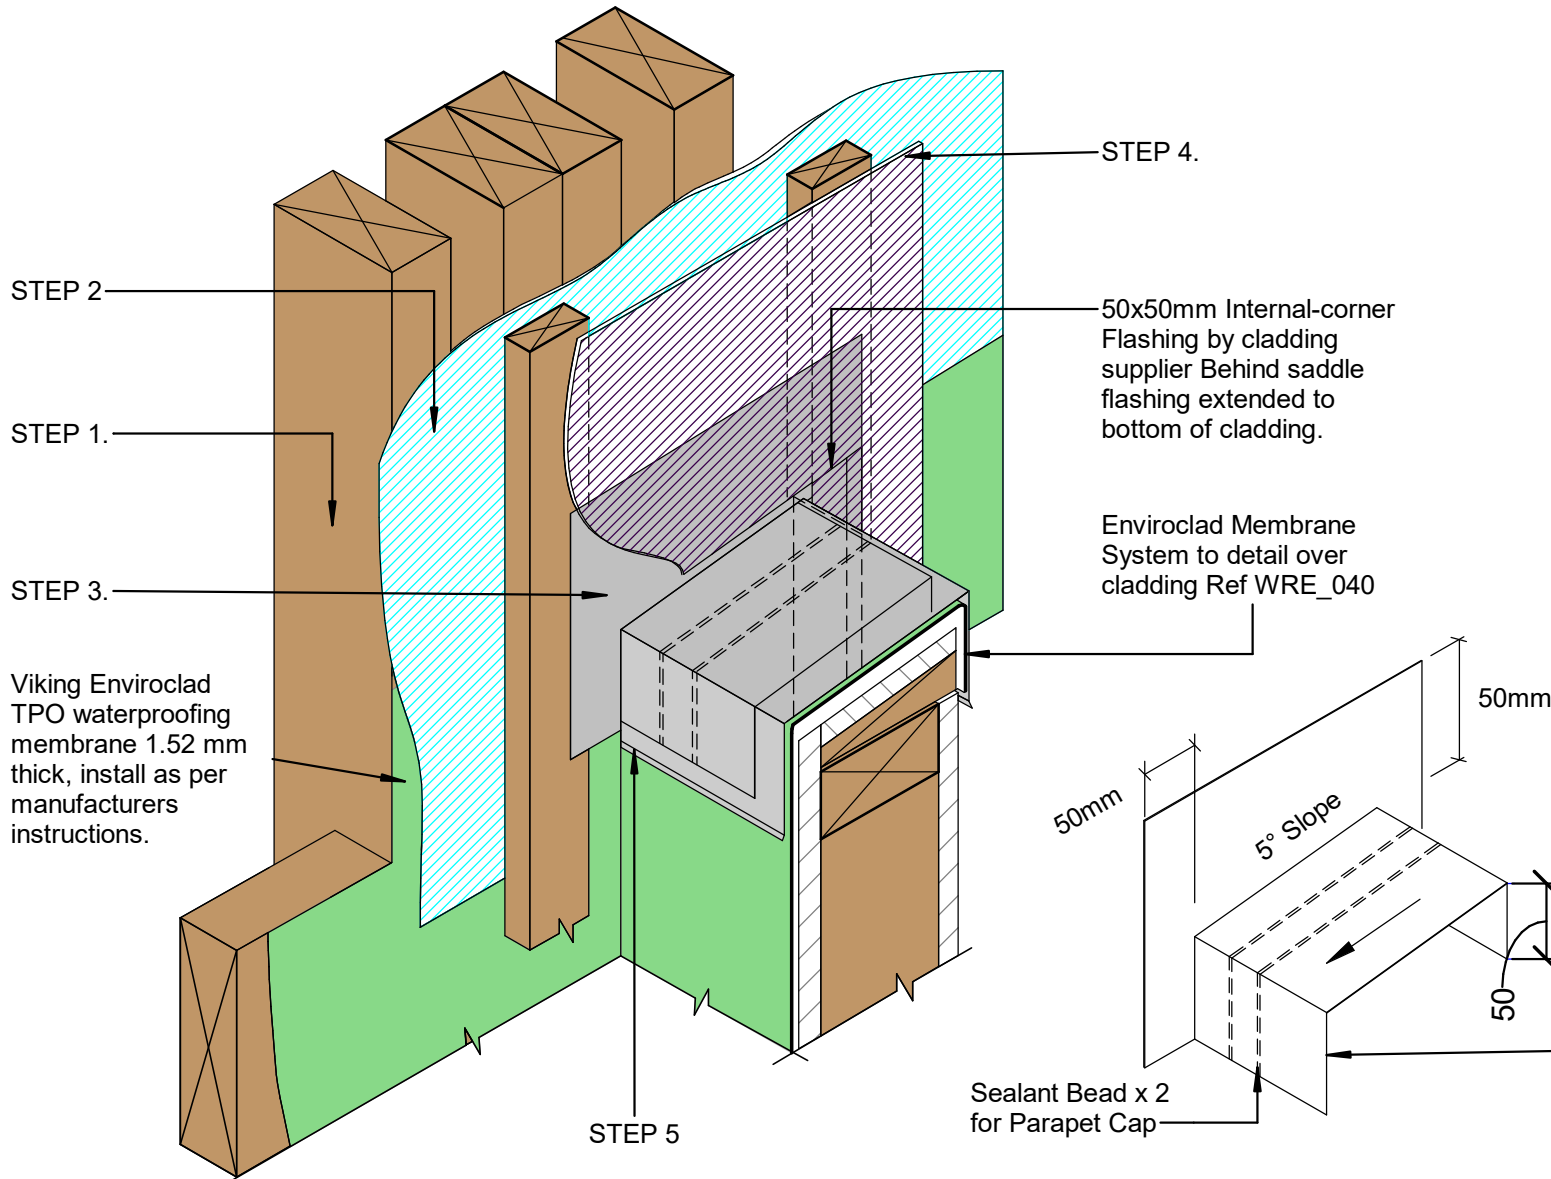 STEP 4.
STEP 2
50x50mm Internal-corner
Flashing by cladding
supplier Behind saddle
flashing extended to
bottom of cladding.
STEP 1.
Enviroclad Membrane
System to detail over
cladding Ref WRE_040
STEP 3.
Viking Enviroclad
TPO waterproofing
membrane 1.52 mm
thick, install as per
manufacturers
instructions.
50mm
50mm
5° Slope
50
Sealant Bead x 2
for Parapet Cap
STEP 5